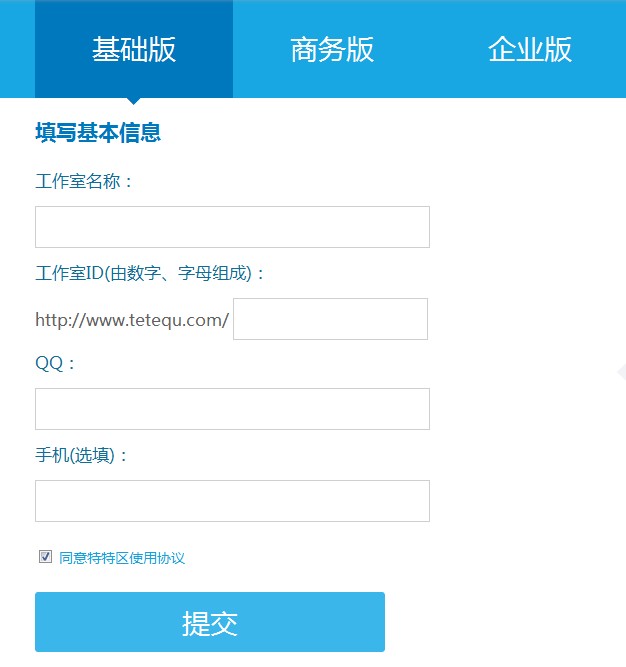 基础版 商务版 企业版
填写基本信息
工作室名称：
工作室ID(由数字、字母组成)：
http://www.tetequ.com/
QQ：
手机(选填)：
同意特特区使用协议
提交